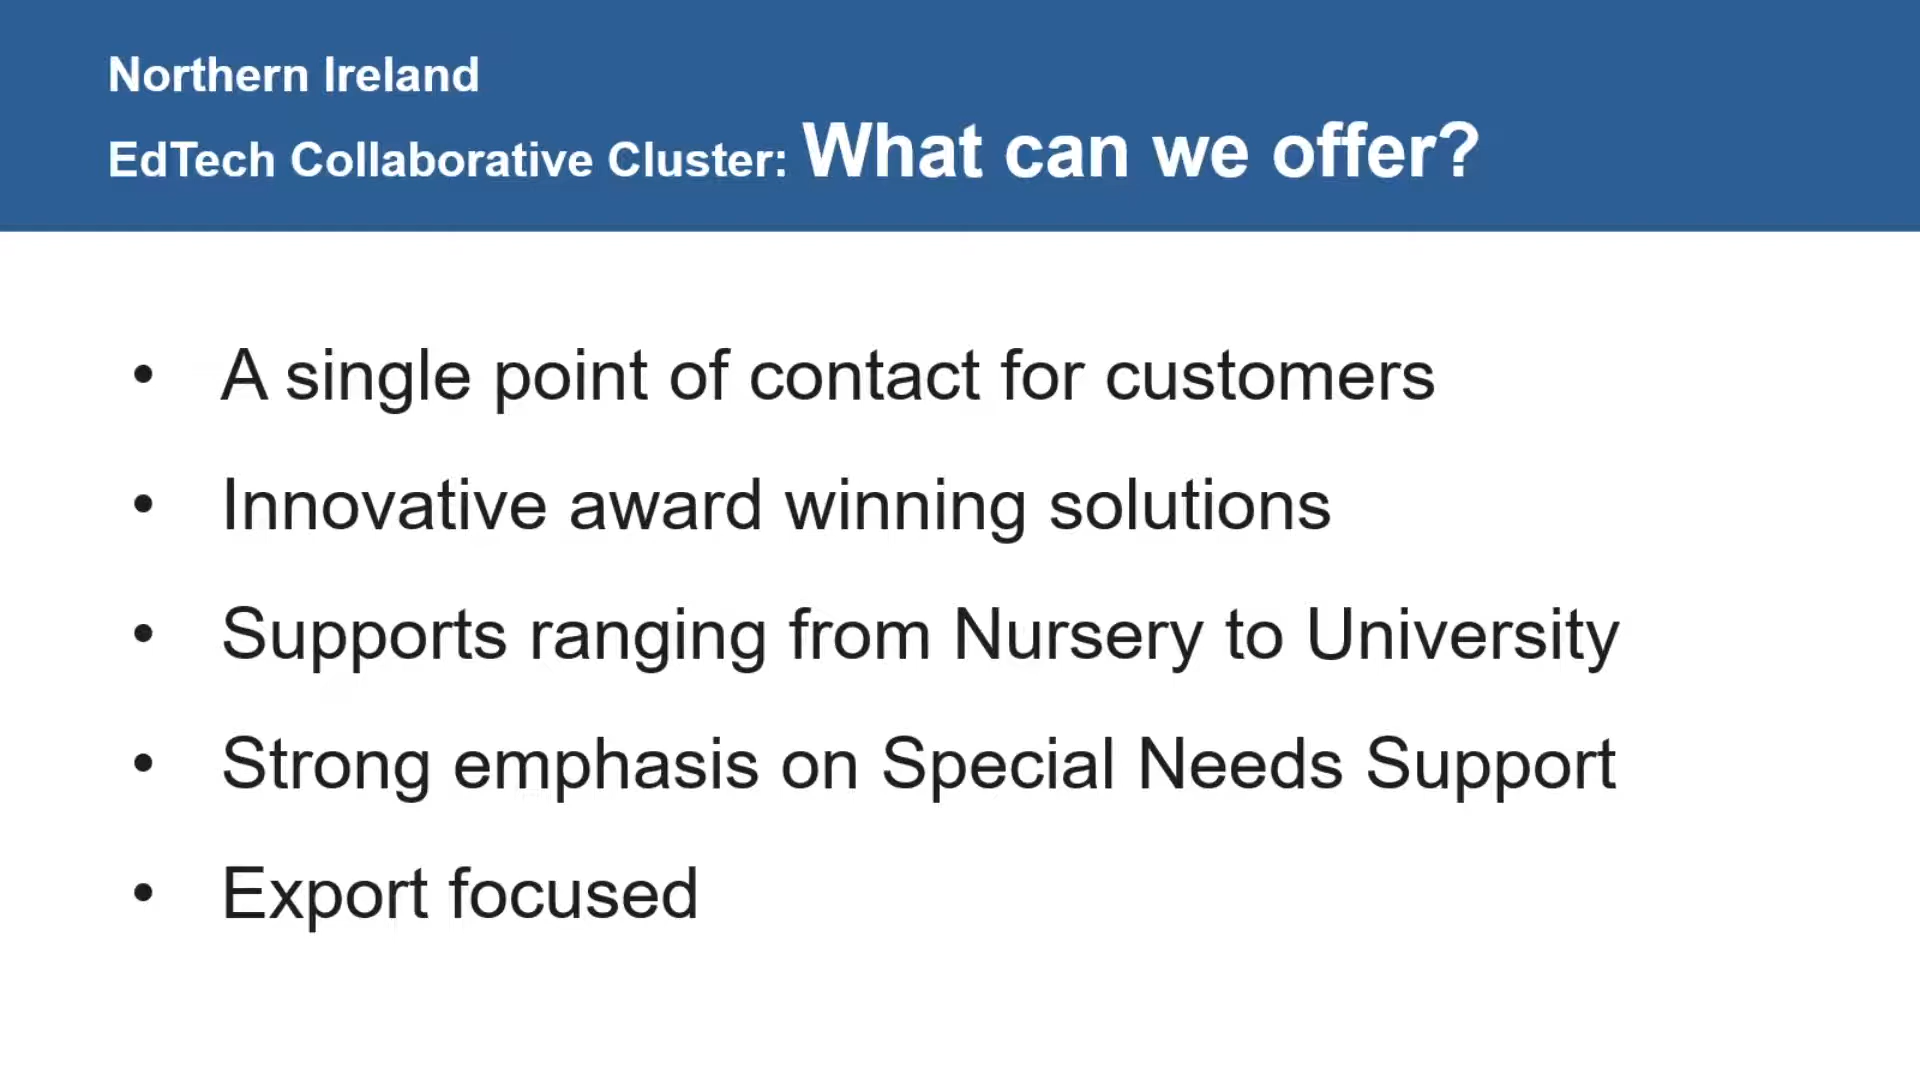 Northern Ireland
EdTech Collaborative Cluster: What can we offer?
• A single point of contact for customers
• Innovative award winning solutions
• Supports ranging from Nursery to University
• Strong emphasis on Special Needs Support
• Export focused